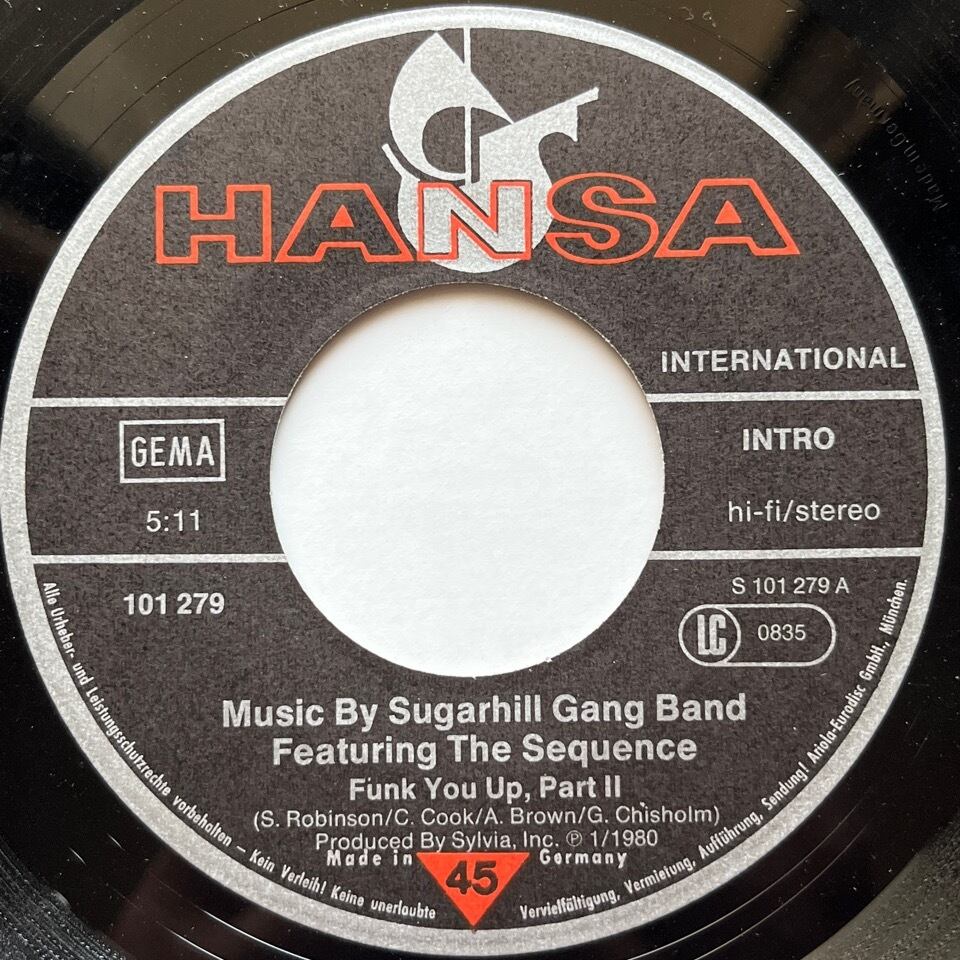 HANSA
INTERNATIONAL
GEMA
INTRO
5:11
hi-fi/stereo
101 279
S 101 279 A
LC 0835
Music By Sugarhill Gang Band
Featuring The Sequence
Funk You Up, Part II
(S. Robinson/C. Cook/A. Brown/G. Chisholm)
Produced By Sylvia, Inc. ℗ 1/1980
Made in Germany
45
Alle Urheber- und Leistungsschutzrechte vorbehalten – Kein Verleih! Keine unerlaubte Vervielfältigung, Vermietung, Aufführung, Sendung! Ariola-Eurodisc GmbH., München.
Made in Germany